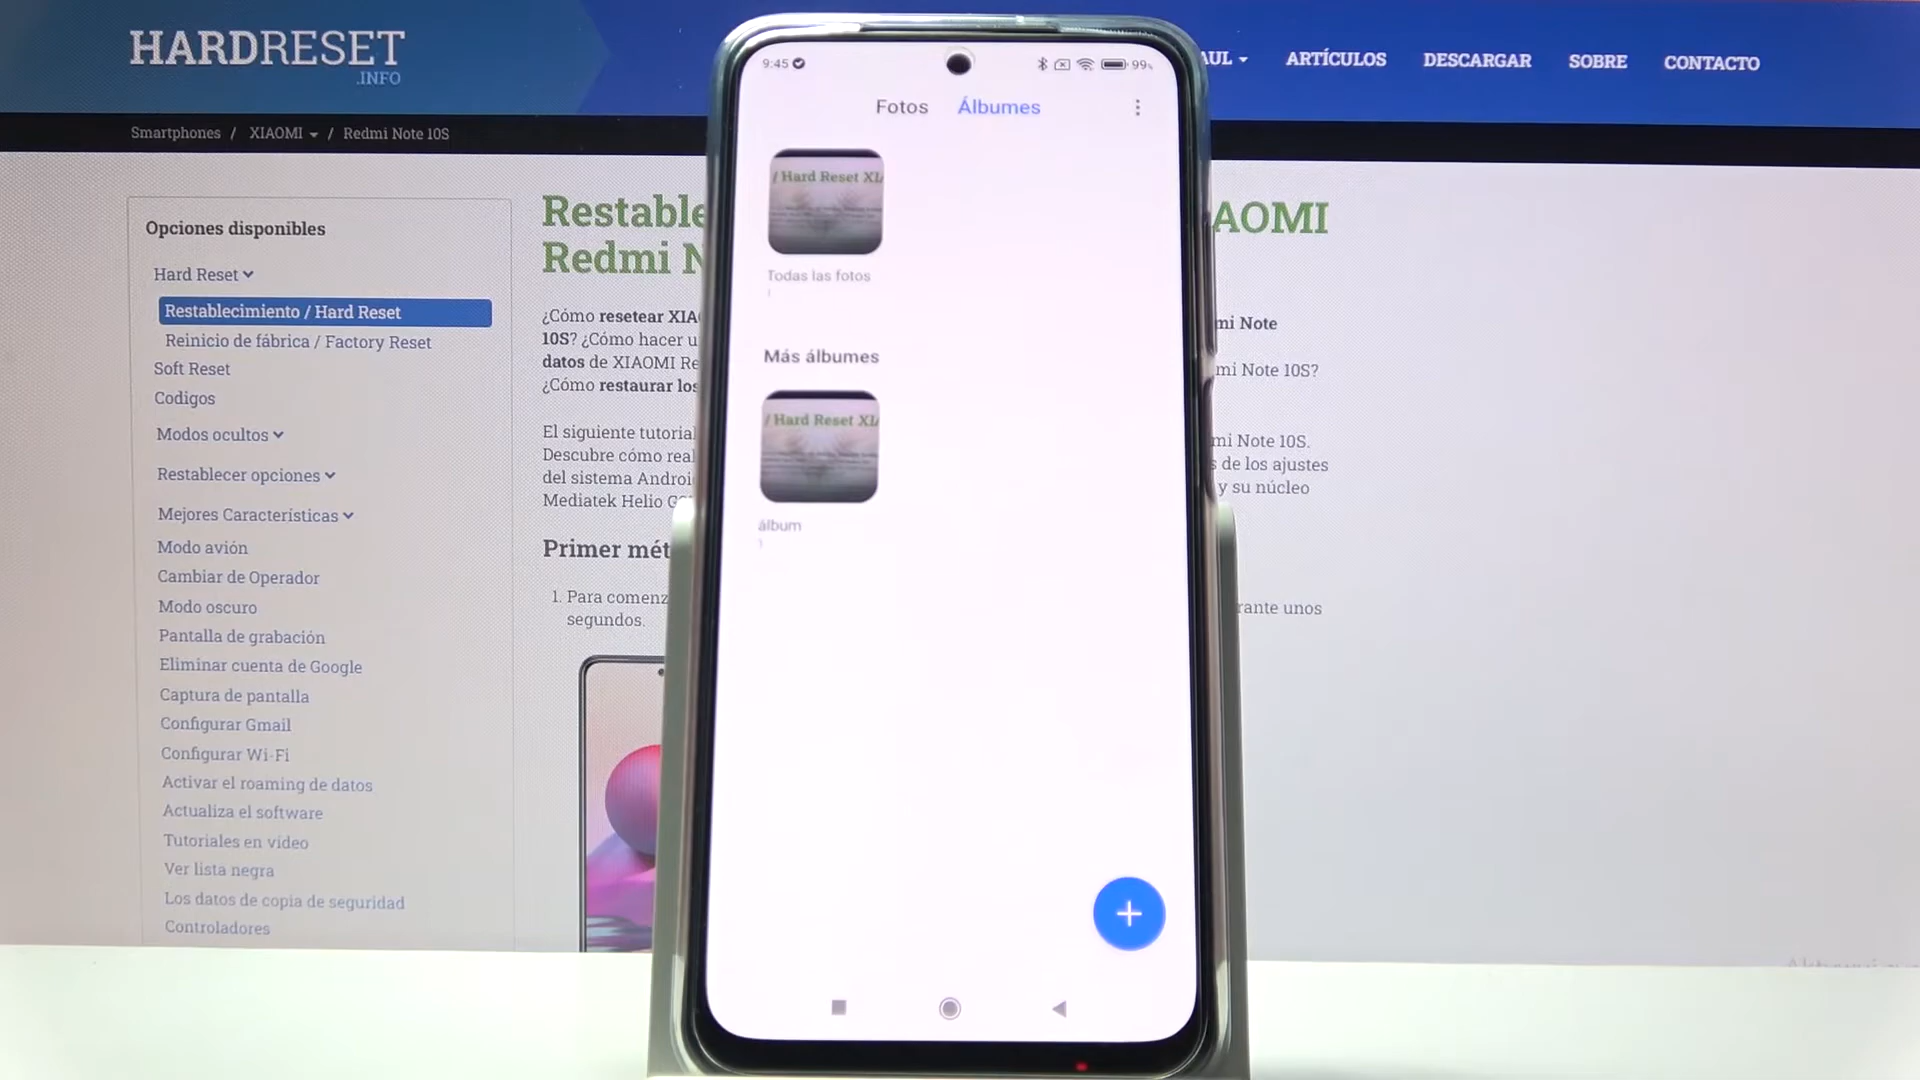 HARDRESET
.INFO
AUL
ARTÍCULOS
DESCARGAR
SOBRE
CONTACTO
Smartphones / XIAOMI / Redmi Note 10S
Opciones disponibles
Hard Reset
Restablecimiento / Hard Reset
Reinicio de fábrica / Factory Reset
Soft Reset
Codigos
Modos ocultos
Restablecer opciones
Mejores Características
Modo avión
Cambiar de Operador
Modo oscuro
Pantalla de grabación
Eliminar cuenta de Google
Captura de pantalla
Configurar Gmail
Configurar Wi-Fi
Activar el roaming de datos
Actualiza el software
Tutoriales en vídeo
Ver lista negra
Los datos de copia de seguridad
Controladores
Restable
AOMI
Redmi N
¿Cómo resetear XIA
mi Note
10S? ¿Cómo hacer u
datos de XIAOMI Re
mi Note 10S?
¿Cómo restaurar los
El siguiente tutorial
mi Note 10S.
Descubre cómo real
s de los ajustes
del sistema Androi
y su núcleo
Mediatek Helio G
Primer mét
1. Para comenz
rante unos
segundos.
9:45
99%
Fotos
Álbumes
/ Hard Reset XIA
Todas las fotos
1
Más álbumes
/ Hard Reset XIA
álbum
1